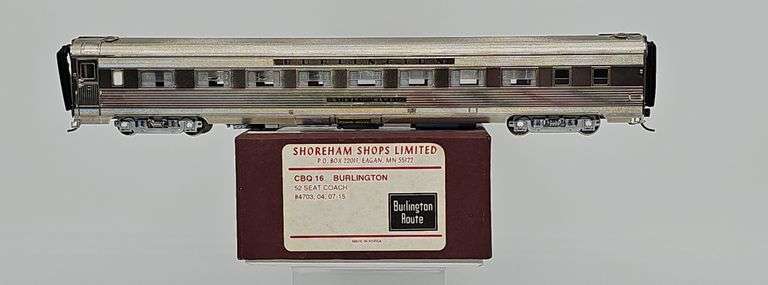 SHOREHAM SHOPS LIMITED
P.O. BOX 22011, EAGAN, MN 55122
CBQ 16 BURLINGTON
52 SEAT COACH
#4703, 04, 07-15
Burlington
Route
MADE IN KOREA